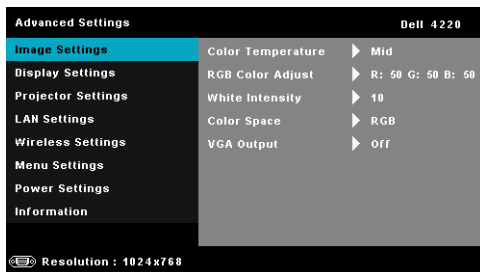 Advanced Settings Dell 4220
Image Settings Color Temperature Mid
Display Settings RGB Color Adjust R: 50 G: 50 B: 50
Projector Settings White Intensity 10
LAN Settings Color Space RGB
Wireless Settings VGA Output Off
Menu Settings
Power Settings
Information
Resolution : 1024x768